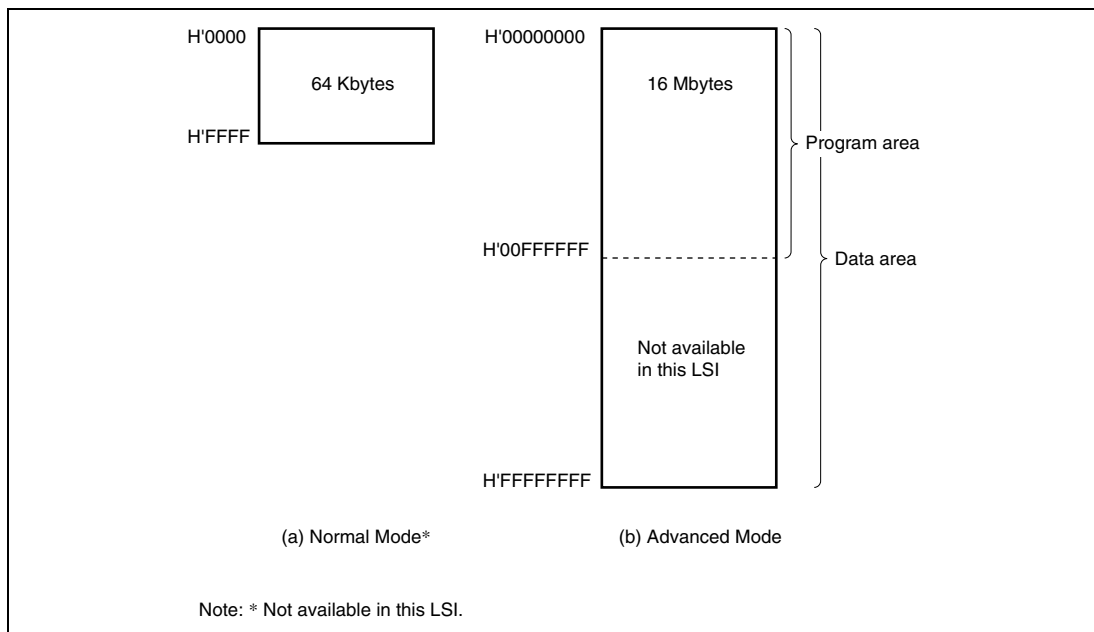 H'0000
64 Kbytes
H'FFFF
(a) Normal Mode*
H'00000000
16 Mbytes
Program area
H'00FFFFFF
Data area
Not available
in this LSI
H'FFFFFFFF
(b) Advanced Mode
Note: * Not available in this LSI.